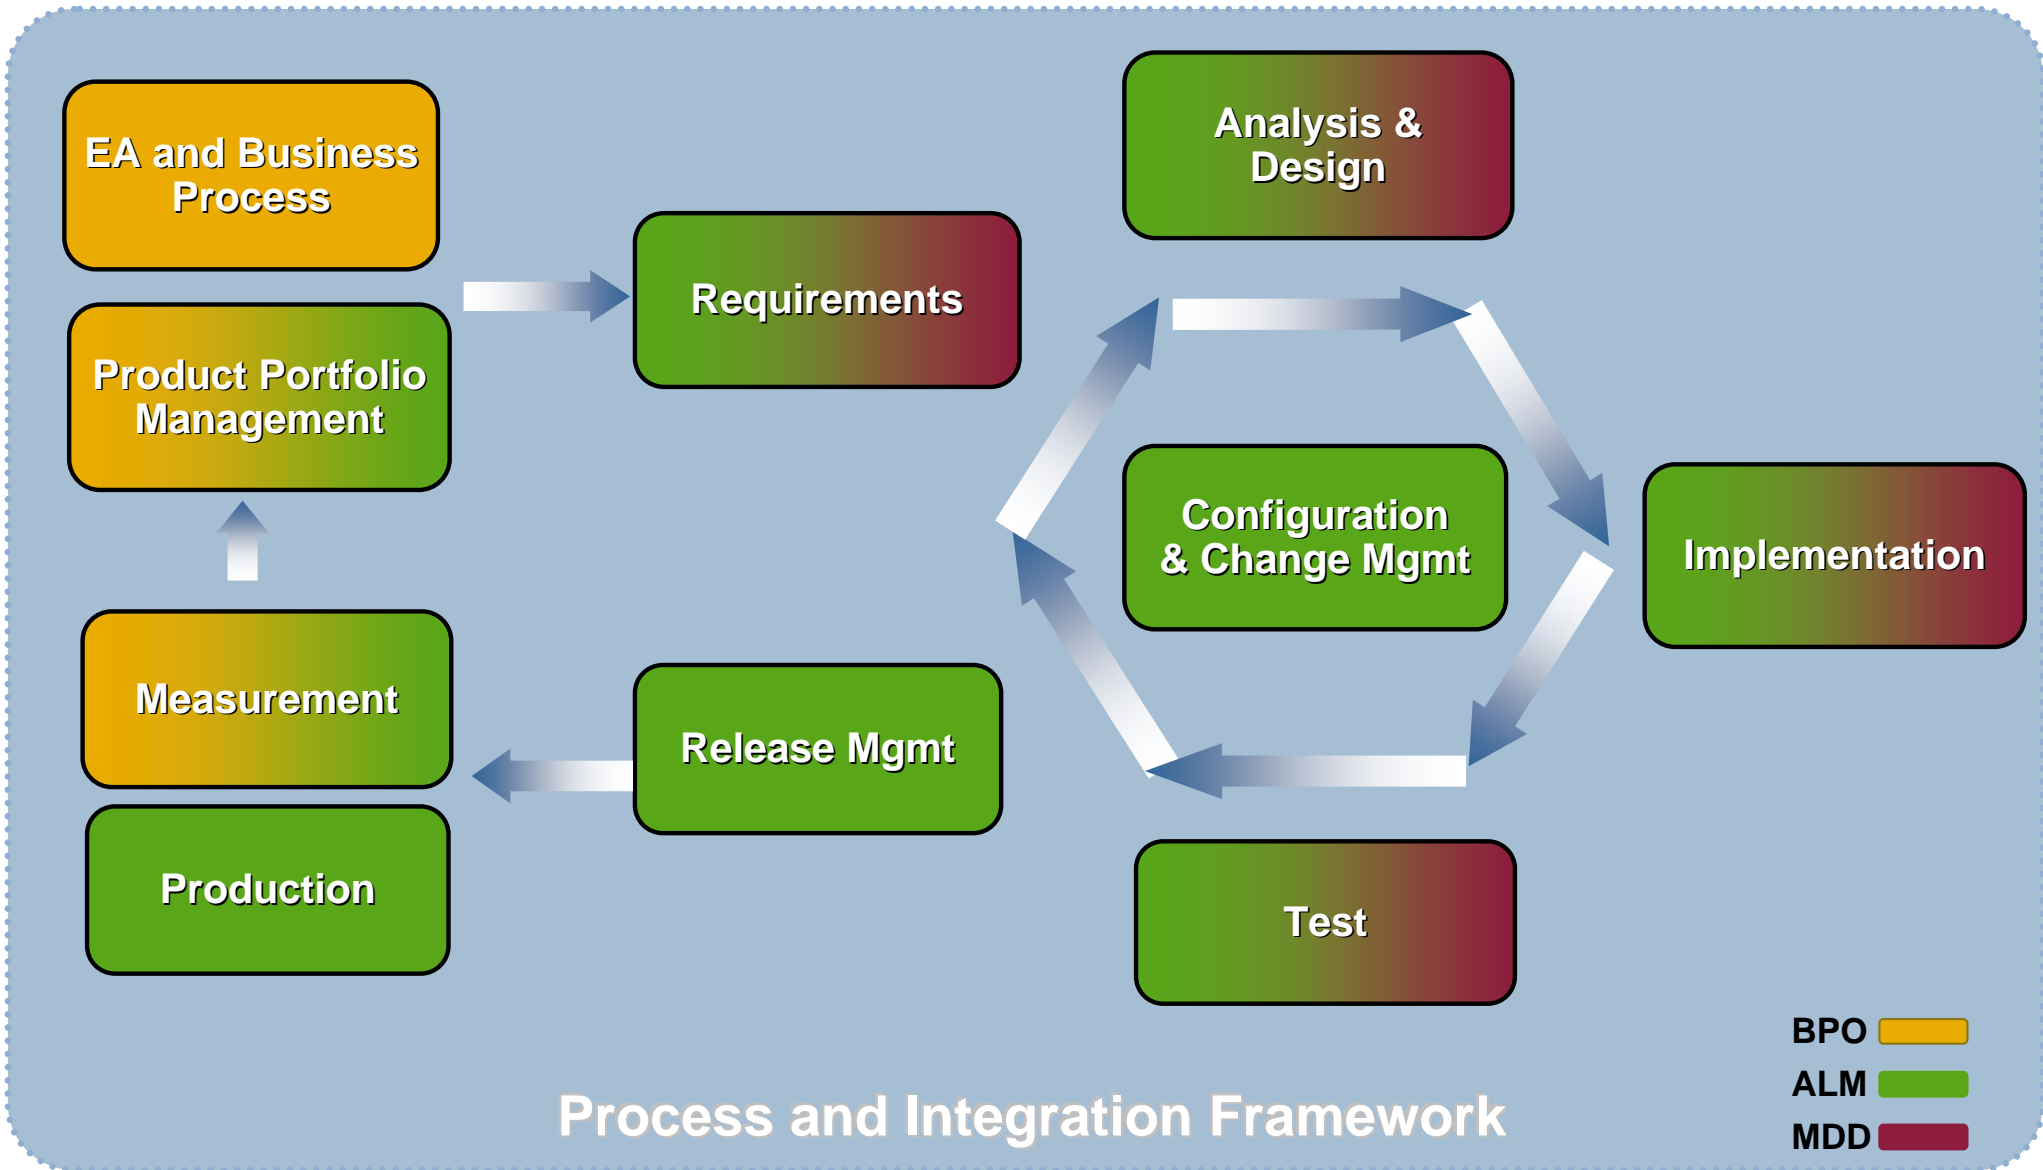 EA and Business
Process
Product Portfolio
Management
Measurement
Production
Requirements
Release Mgmt
Analysis &
Design
Configuration
& Change Mgmt
Implementation
Test
BPO
ALM
MDD
Process and Integration Framework